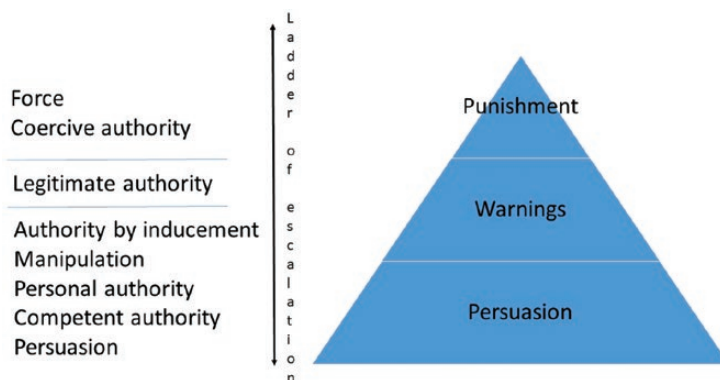 Force
Coercive authority
Legitimate authority
Authority by inducement
Manipulation
Personal authority
Competent authority
Persuasion
Ladder of escalation
Punishment
Warnings
Persuasion